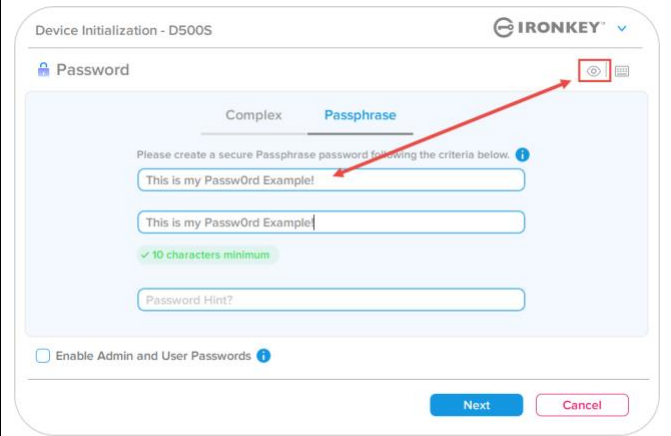 Device Initialization - D500S
IRONKEY™
Password
Complex
Passphrase
Please create a secure Passphrase password following the criteria below.
This is my Passw0rd Example!
This is my Passw0rd Example!
✓ 10 characters minimum
Password Hint?
Enable Admin and User Passwords
Next
Cancel